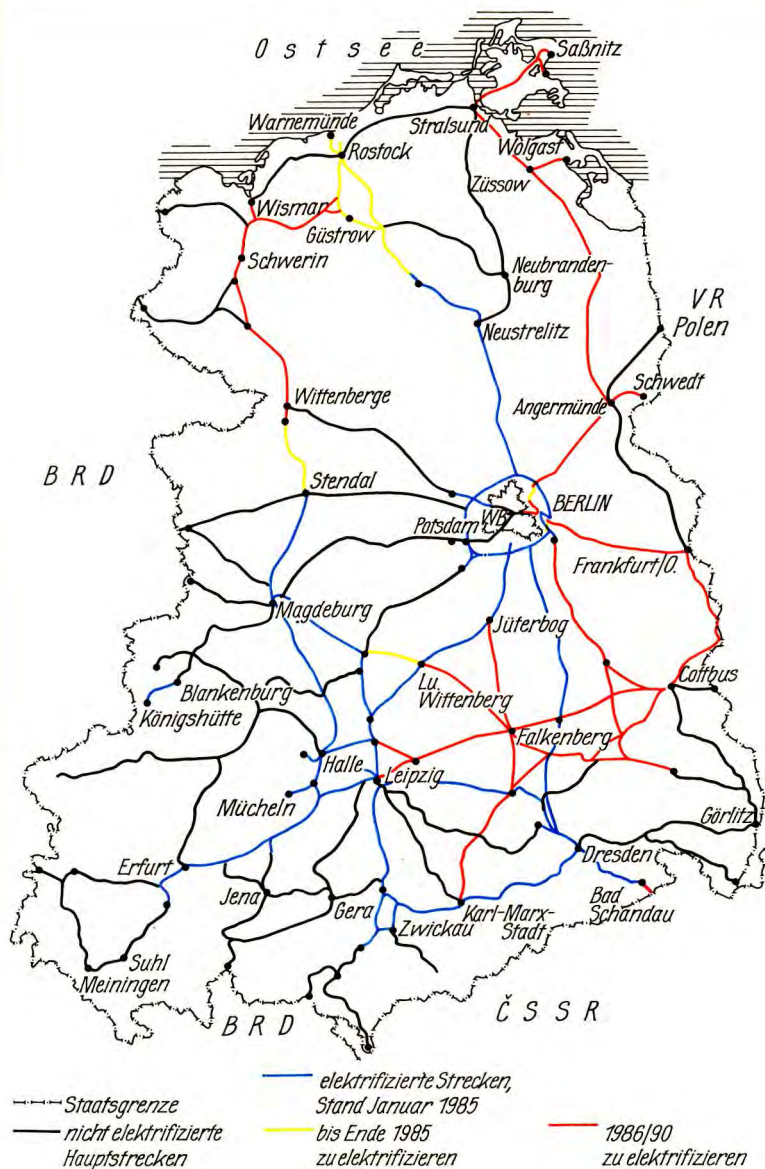 Ostsee
Saßnitz
Warnemünde
Stralsund
Rostock
Wolgast
Züssow
Wismar
Güstrow
Schwerin
Neubranden-
burg
VR
Polen
Neustrelitz
Schwedt
Wittenberge
Angermünde
BRD
Stendal
BERLIN
WB
Potsdam
Frankfurt/O.
Magdeburg
Jüterbog
Cottbus
Blankenburg
Lu.
Wittenberg
Königshütte
Falkenberg
Halle
Leipzig
Mücheln
Görlitz
Erfurt
Dresden
Jena
Gera
Bad
Schandau
Karl-Marx-
Stadt
Zwickau
Suhl
Meiningen
BRD
ČSSR
Staatsgrenze
nicht elektrifizierte
Hauptstrecken
elektrifizierte Strecken,
Stand Januar 1985
bis Ende 1985
zu elektrifizieren
1986/90
zu elektrifizieren